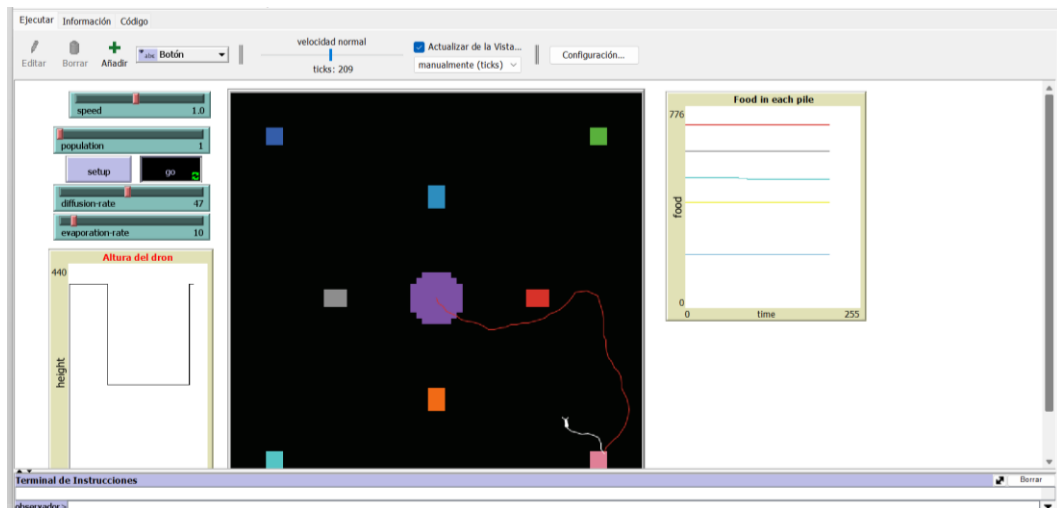 Ejecutar Información Código
Editar Borrar Añadir abc Botón velocidad normal ticks: 209 Actualizar de la Vista... manualmente (ticks) Configuración...
speed 1.0
population 1
setup go
diffusion-rate 47
evaporation-rate 10
Altura del dron
440
height
Food in each pile
776
food
0
0 time 255
Terminal de Instrucciones Borrar
observador>